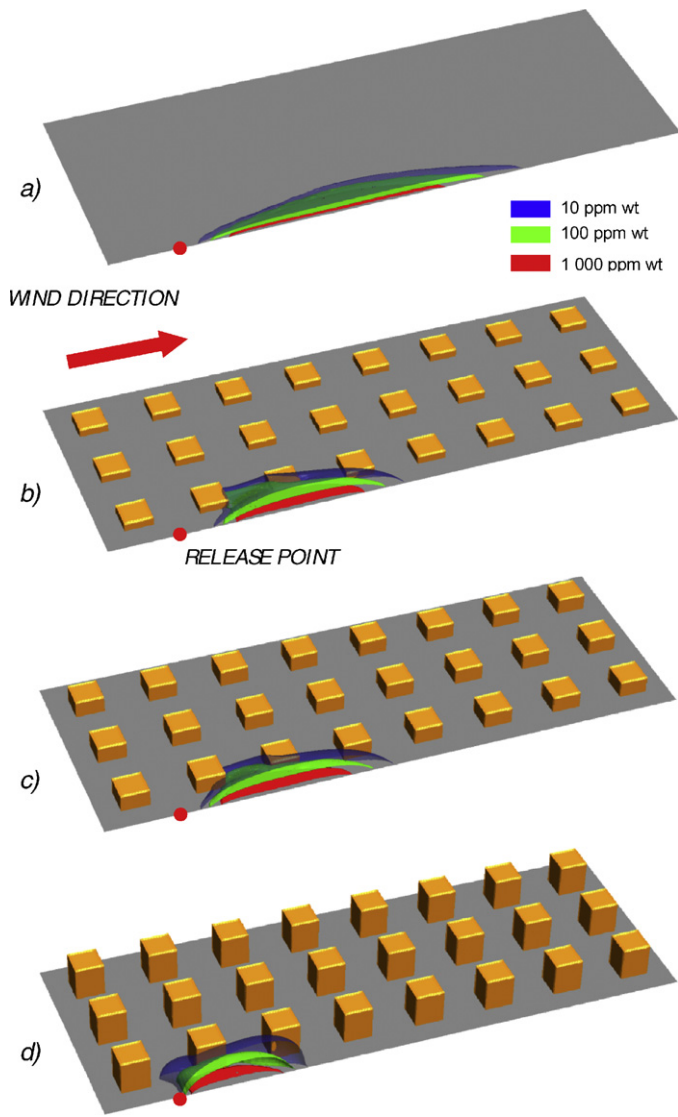 a)
10 ppm wt
100 ppm wt
1 000 ppm wt
WIND DIRECTION
b)
RELEASE POINT
c)
d)